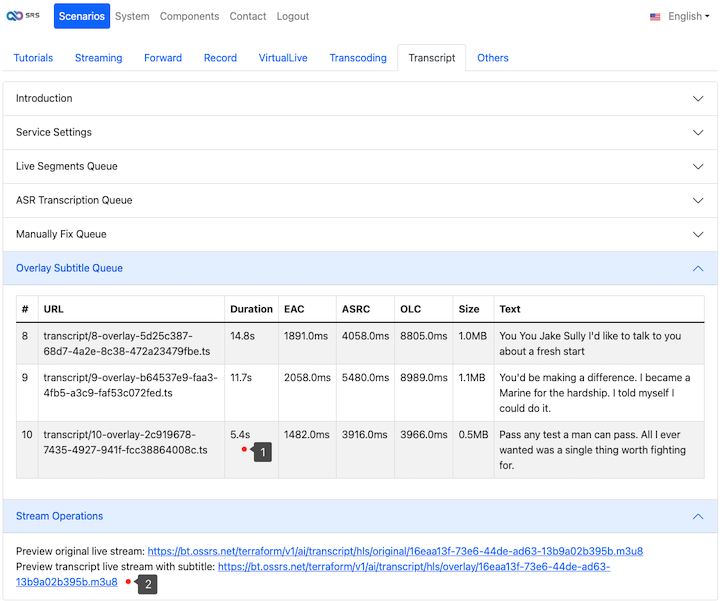 SRS Scenarios System Components Contact Logout English
Tutorials Streaming Forward Record VirtualLive Transcoding Transcript Others
Introduction
Service Settings
Live Segments Queue
ASR Transcription Queue
Manually Fix Queue
Overlay Subtitle Queue
# URL Duration EAC ASRC OLC Size Text
8 transcript/8-overlay-5d25c387- 14.8s 1891.0ms 4058.0ms 8805.0ms 1.0MB You You Jake Sully I'd like to talk to you
68d7-4a2e-8c38-472a23479fbe.ts about a fresh start
9 transcript/9-overlay-b64537e9-faa3- 11.7s 2058.0ms 5480.0ms 8989.0ms 1.1MB You'd be making a difference. I became a
4fb5-a3c9-faf53c072fed.ts Marine for the hardship. I told myself I
could do it.
10 transcript/10-overlay-2c919678- 5.4s 1482.0ms 3916.0ms 3966.0ms 0.5MB Pass any test a man can pass. All I ever
7435-4927-941f-fcc38864008c.ts 1 wanted was a single thing worth fighting
for.
Stream Operations
Preview original live stream: https://bt.ossrs.net/terraform/v1/ai/transcript/hls/original/16eaa13f-73e6-44de-ad63-13b9a02b395b.m3u8
Preview transcript live stream with subtitle: https://bt.ossrs.net/terraform/v1/ai/transcript/hls/overlay/16eaa13f-73e6-44de-ad63-
13b9a02b395b.m3u8 2